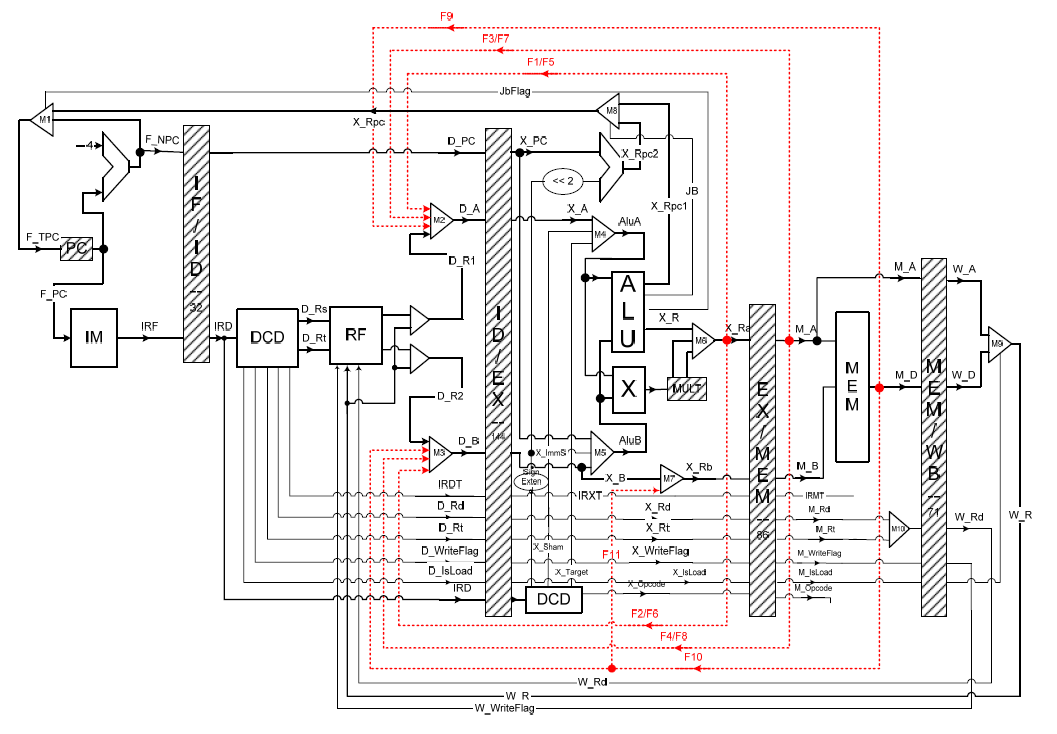 F9
F3/F7
F1/F5
JbFlag
M1
M8
X_Rpc
F_NPC
D_PC
X_PC
X_Rpc2
4
<< 2
JB
X_Rpc1
IF/ID
--
32
M2
D_A
X_A
M4
AluA
F_TPC
PC
D_R1
M_A
W_A
F_PC
ALU
ID/EX
--
144
D_Rs
X_R
IM
IRF
IRD
DCD
RF
M6
X_Ra
M_A
M9
D_Rt
MEM
M_D
W_D
X
MULT
D_R2
EX/MEM
--
86
MEM/WB
--
71
AluB
M3
D_B
X_ImmS
M5
Sign
Exten
X_B
M7
X_Rb
M_B
IRDT
IRXT
IRMT
D_Rd
X_Rd
M_Rd
W_Rd
W_R
D_Rt
X_Rt
M_Rt
M10
X_Sham
F11
X_WriteFlag
M_WriteFlag
D_WriteFlag
D_IsLoad
X_Target
X_IsLoad
M_IsLoad
IRD
X_Opcode
M_Opcode
DCD
F2/F6
F4/F8
F10
W_Rd
W_R
W_WriteFlag